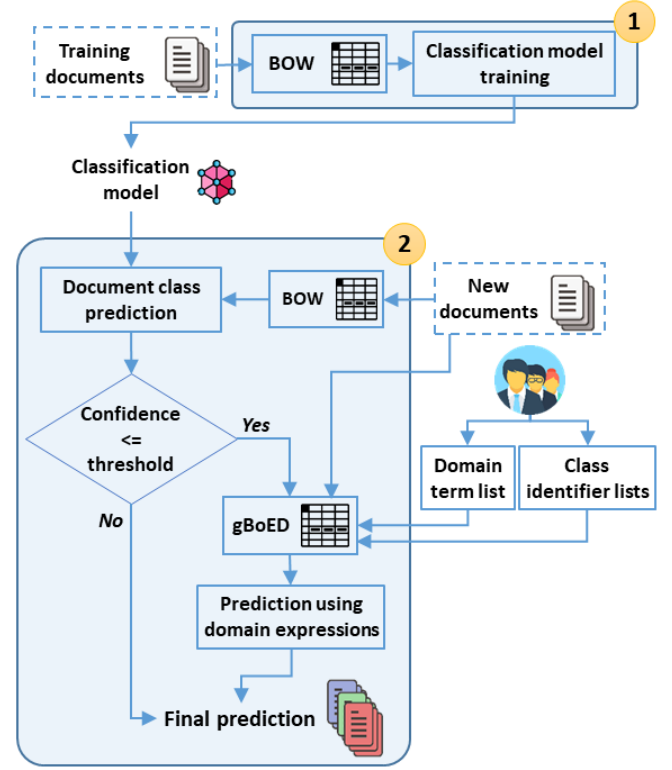 1
Training
documents
BOW
Classification model
training
Classification
model
2
Document class
prediction
BOW
New
documents
Confidence
<=
threshold
Yes
No
Domain
term list
Class
identifier lists
gBoED
Prediction using
domain expressions
Final prediction